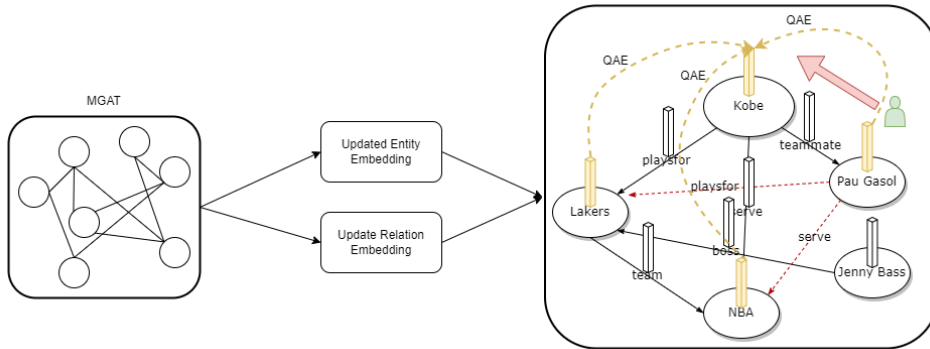 MGAT
Updated Entity
Embedding
Update Relation
Embedding
QAE
QAE
QAE
Kobe
playsfor
teammate
playsfor
Pau Gasol
Lakers
serve
serve
boss
team
Jenny Bass
NBA